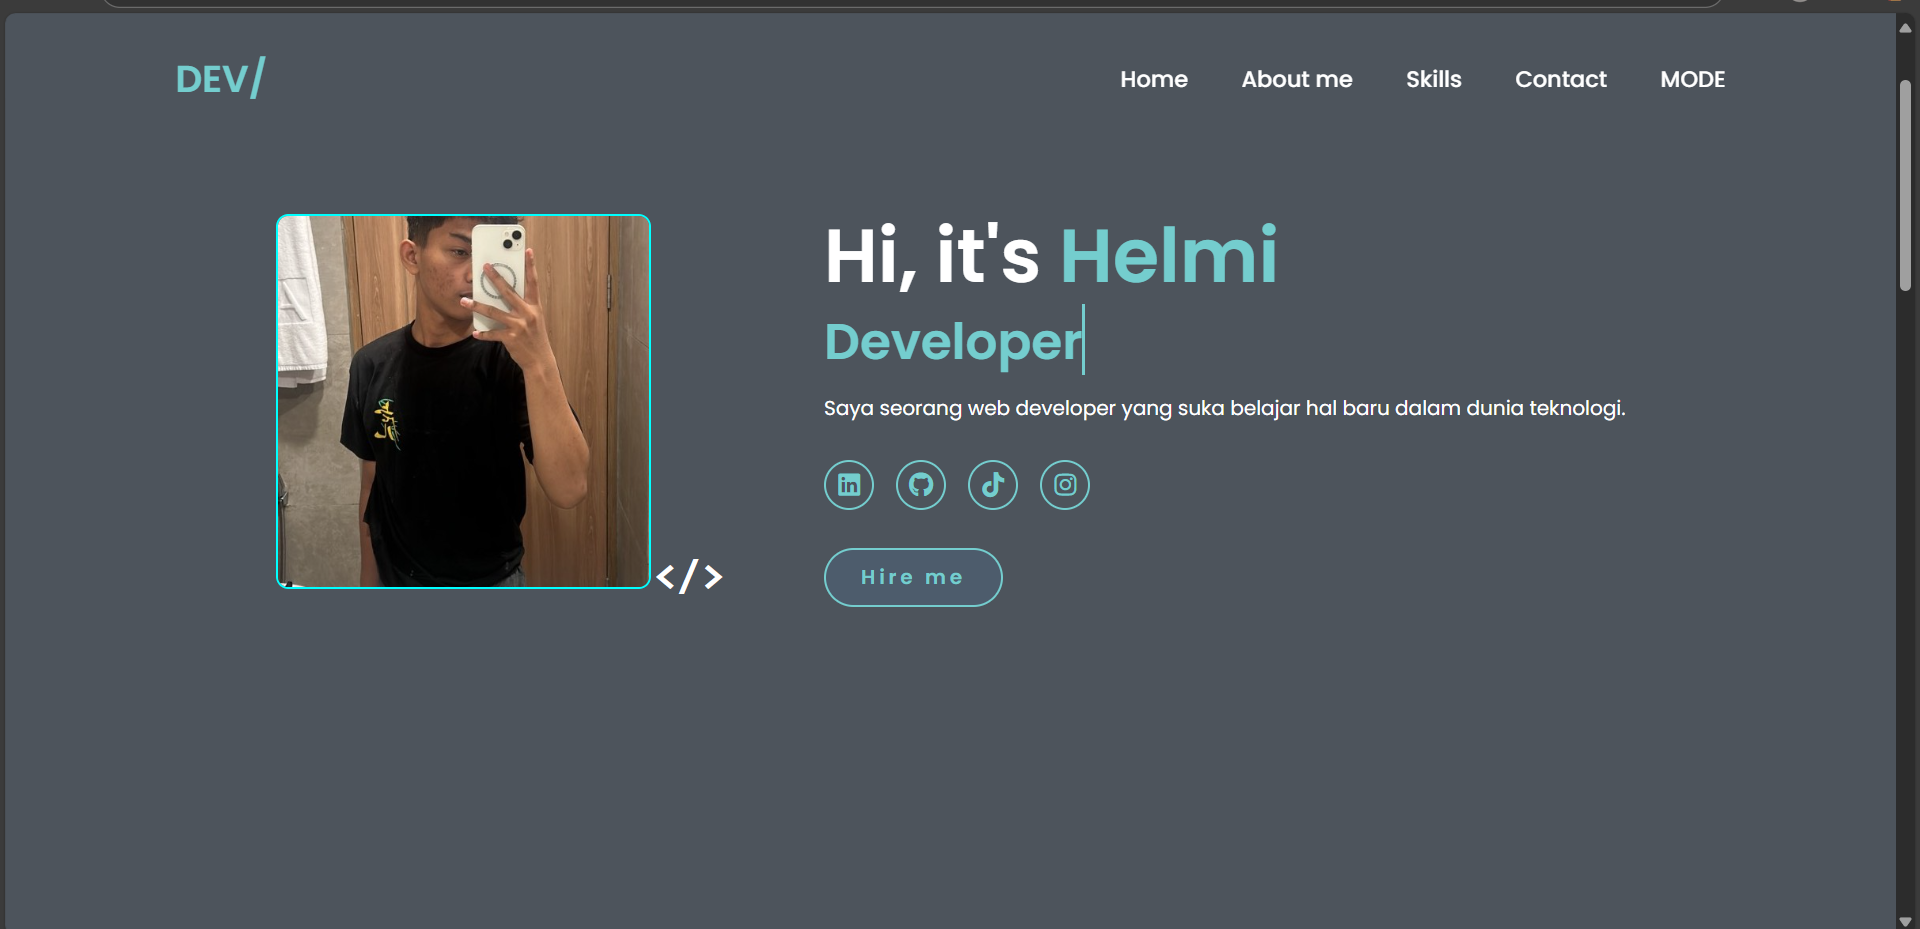 DEV/
Home About me Skills Contact MODE
Hi, it's Helmi
Developer
Saya seorang web developer yang suka belajar hal baru dalam dunia teknologi.
in
</>
Hire me